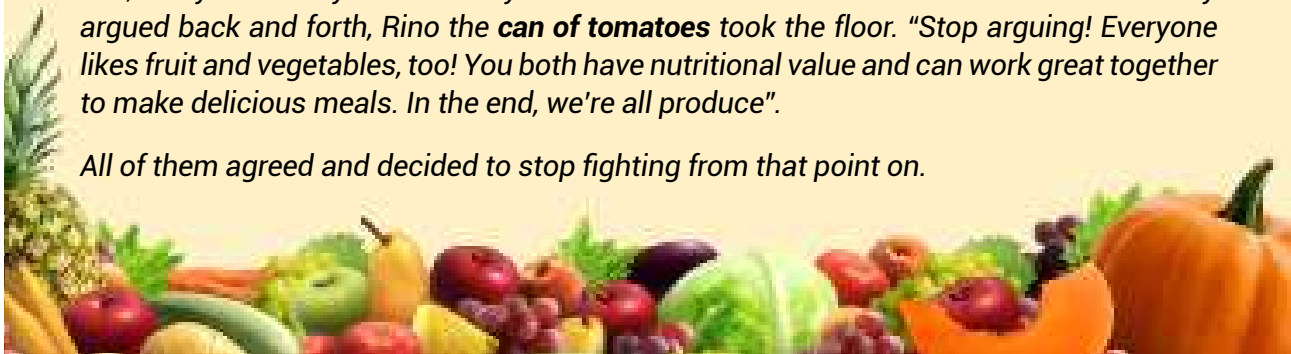 argued back and forth, Rino the can of tomatoes took the floor. “Stop arguing! Everyone
likes fruit and vegetables, too! You both have nutritional value and can work great together
to make delicious meals. In the end, we’re all produce”.
All of them agreed and decided to stop fighting from that point on.